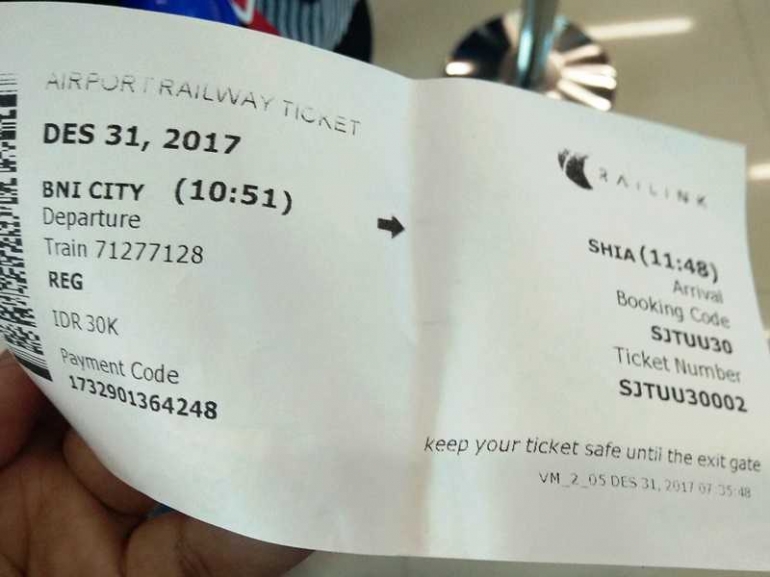 AIRPORT RAILWAY TICKET
DES 31, 2017
BNI CITY (10:51)
Departure
Train 71277128
REG
IDR 30K
Payment Code
1732901364248
RAILINK
SHIA (11:48)
Arrival
Booking Code
SJTUU30
Ticket Number
SJTUU30002
keep your ticket safe until the exit gate
VM_2_05 DES 31, 2017 07:35:48